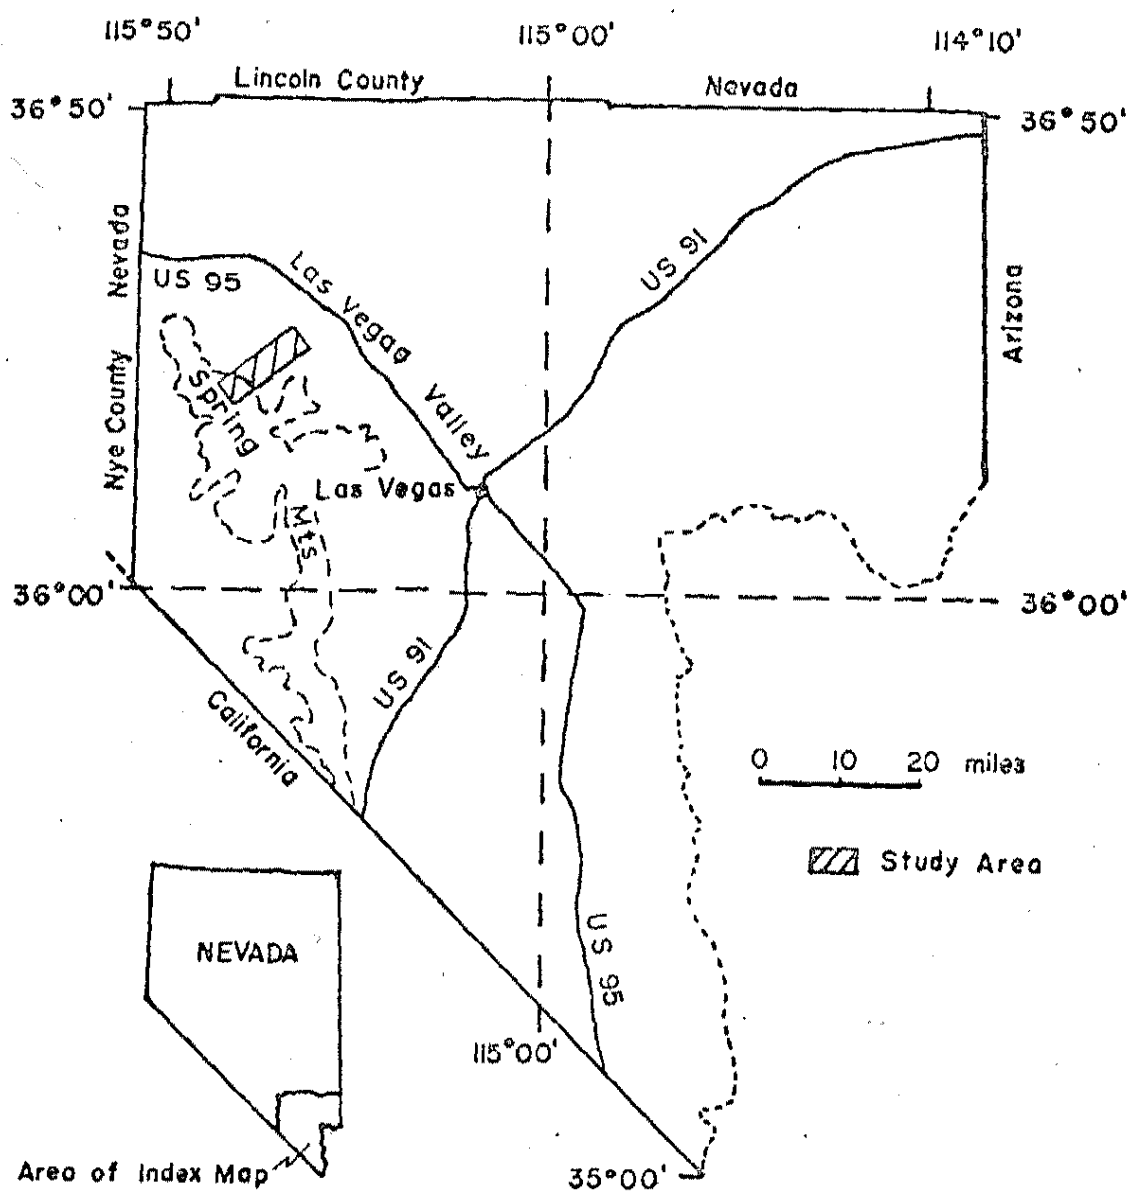 115°50'
115°00'
114°10'
Lincoln County
Nevada
36°50'
36°50'
Nye County Nevada
US 95
Las Vegas Valley
US 91
Arizona
Spring
Mts
Las Vegas
36°00'
36°00'
US 91
California
0 10 20 miles
Study Area
NEVADA
US 95
115°00'
Area of Index Map
35°00'